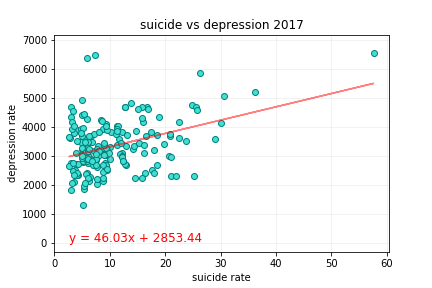 suicide vs depression 2017
7000
6000
5000
4000
3000
2000
1000
0
depression rate
y = 46.03x + 2853.44
0 10 20 30 40 50 60
suicide rate